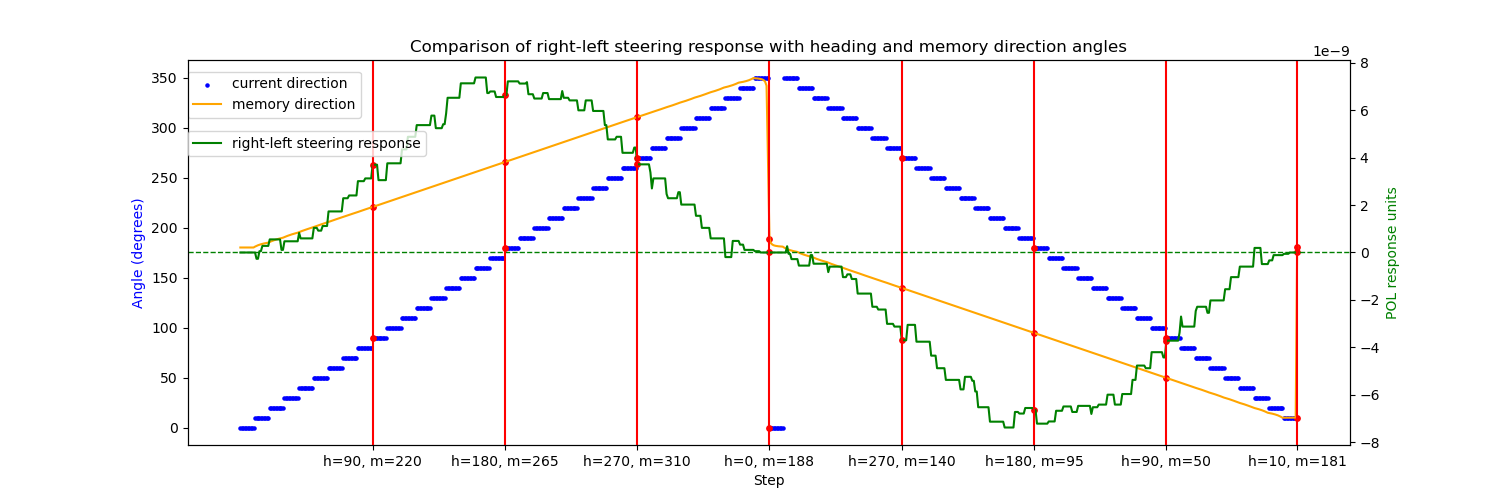 Comparison of right-left steering response with heading and memory direction angles
1e−9
current direction
memory direction
right-left steering response
Angle (degrees)
350
300
250
200
150
100
50
0
8
6
4
2
0
−2
−4
−6
−8
POL response units
h=90, m=220
h=180, m=265
h=270, m=310
h=0, m=188
h=270, m=140
h=180, m=95
h=90, m=50
h=10, m=181
Step